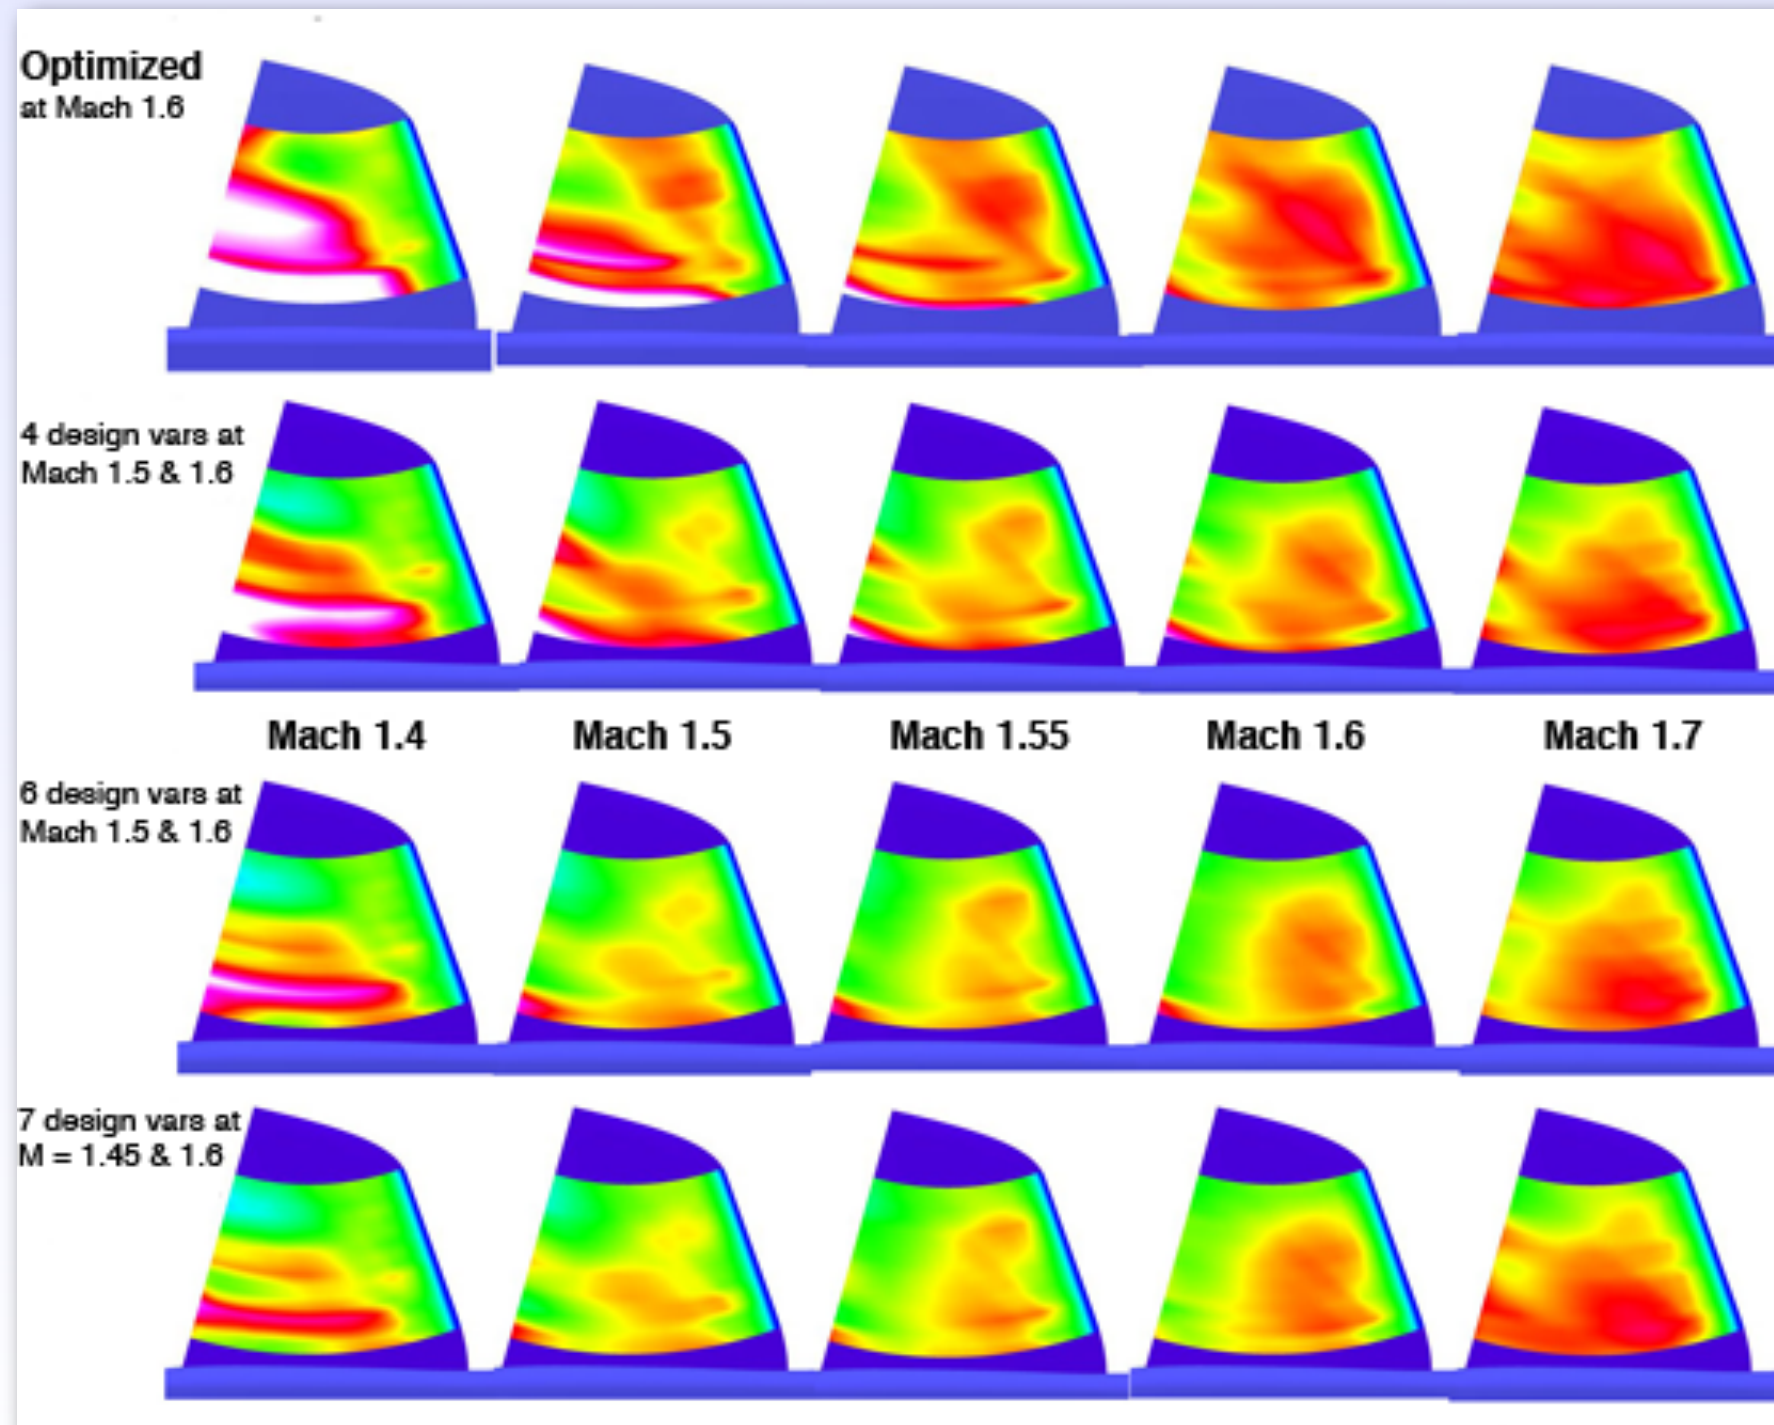 Optimized
at Mach 1.6
4 design vars at
Mach 1.5 & 1.6
Mach 1.4 Mach 1.5 Mach 1.55 Mach 1.6 Mach 1.7
6 design vars at
Mach 1.5 & 1.6
7 design vars at
M = 1.45 & 1.6